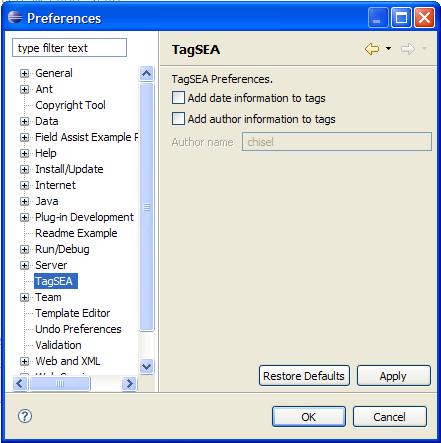 Preferences
type filter text
General
Ant
Copyright Tool
Data
Field Assist Example
Help
Install/Update
Internet
Java
Plug-in Development
Readme Example
Run/Debug
Server
TagSEA
Team
Template Editor
Undo Preferences
Validation
Web and XML
TagSEA
TagSEA Preferences.
Add date information to tags
Add author information to tags
Author name chisel
Restore Defaults Apply
OK Cancel